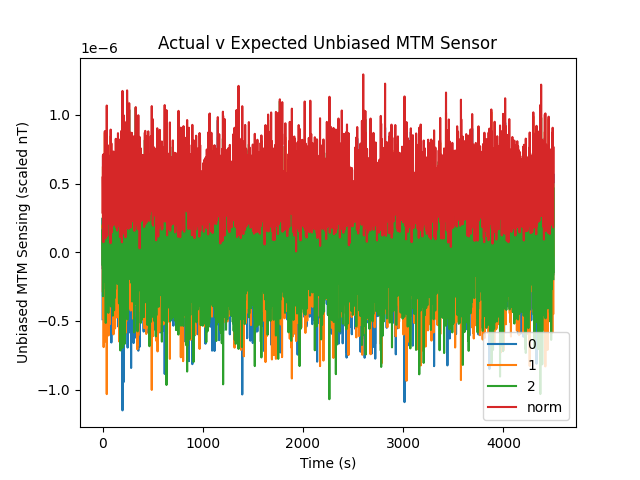 Actual v Expected Unbiased MTM Sensor
1e−6
1.0
0.5
0.0
−0.5
−1.0
Unbiased MTM Sensing (scaled nT)
0
1
2
norm
0 1000 2000 3000 4000
Time (s)